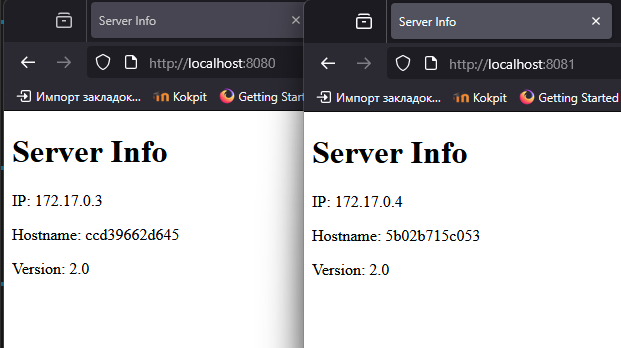 Server Info
http://localhost:8080
Импорт закладок...
Kokpit
Getting Start
Server Info
IP: 172.17.0.3
Hostname: ccd39662d645
Version: 2.0
Server Info
http://localhost:8081
Импорт закладок...
Kokpit
Getting Started
Server Info
IP: 172.17.0.4
Hostname: 5b02b715c053
Version: 2.0